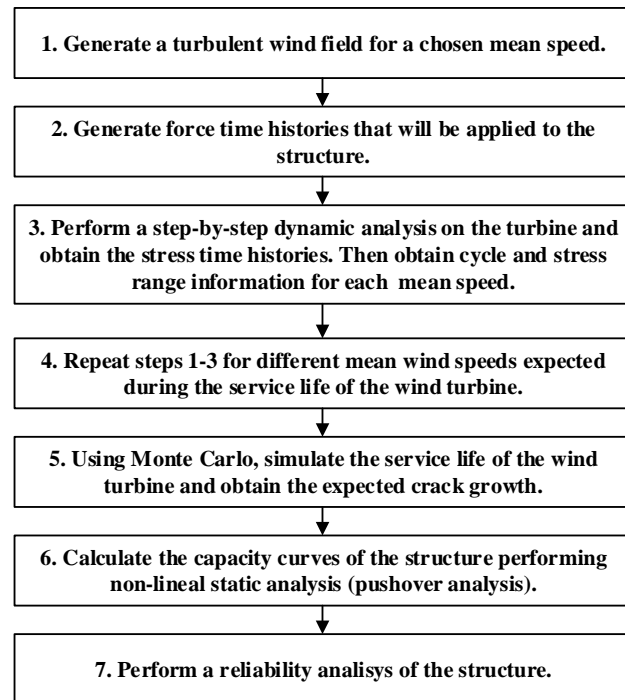 1. Generate a turbulent wind field for a chosen mean speed.
2. Generate force time histories that will be applied to the
structure.
3. Perform a step-by-step dynamic analysis on the turbine and
obtain the stress time histories. Then obtain cycle and stress
range information for each mean speed.
4. Repeat steps 1-3 for different mean wind speeds expected
during the service life of the wind turbine.
5. Using Monte Carlo, simulate the service life of the wind
turbine and obtain the expected crack growth.
6. Calculate the capacity curves of the structure performing
non-lineal static analysis (pushover analysis).
7. Perform a reliability analisys of the structure.